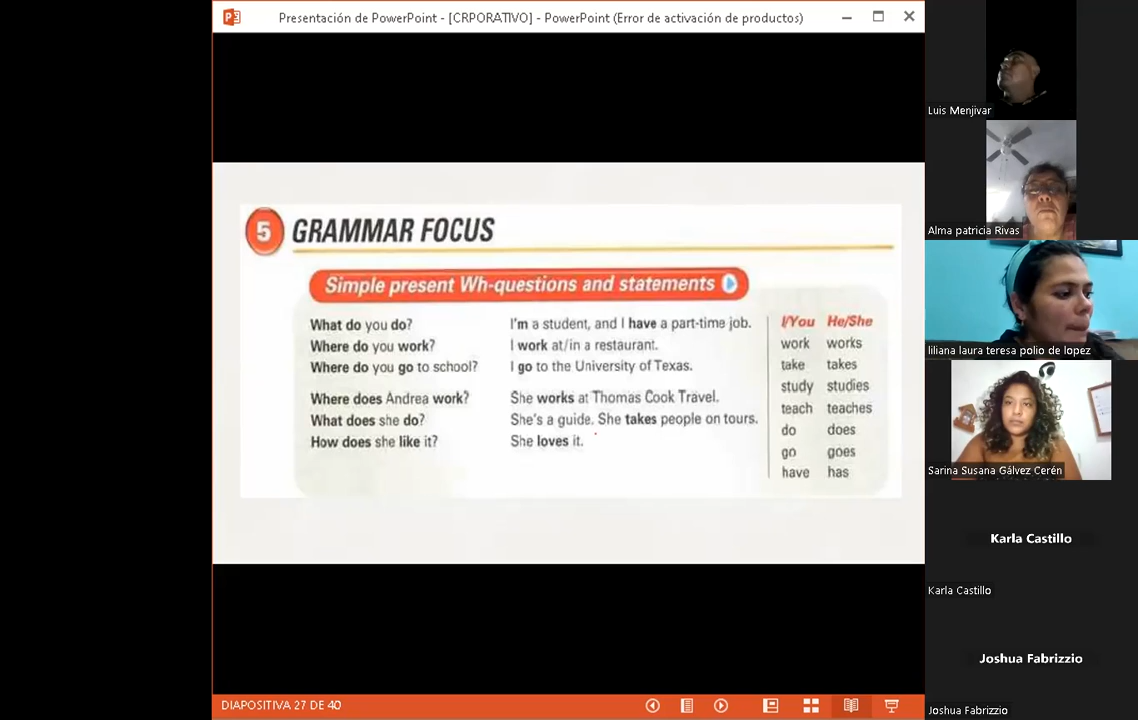 Presentación de PowerPoint - [CRPORATIVO] - PowerPoint (Error de activación de productos)
5 GRAMMAR FOCUS
Simple present Wh-questions and statements
What do you do? I'm a student, and I have a part-time job.
Where do you work? I work at/in a restaurant.
Where do you go to school? I go to the University of Texas.
Where does Andrea work? She works at Thomas Cook Travel.
What does she do? She's a guide. She takes people on tours.
How does she like it? She loves it.
I/You He/She
work works
take takes
study studies
teach teaches
do does
go goes
have has
DIAPOSITIVA 27 DE 40
Luis Menjivar
Alma patricia Rivas
liliana laura teresa polio de lopez
Sarina Susana Gálvez Cerén
Karla Castillo
Karla Castillo
Joshua Fabrizzio
Joshua Fabrizzio